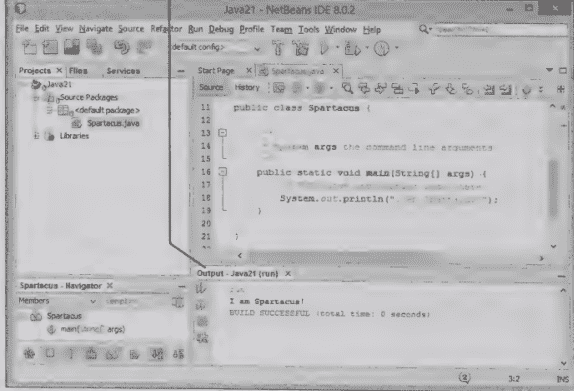 Java21 - NetBeans IDE 8.0.2
File Edit View Navigate Source Refactor Run Debug Profile Team Tools Window Help
<default config>
Projects × Files Services
Start Page × Spartacus.java ×
Java21
Source Packages
<default package>
Spartacus.java
Libraries
Source History
11 public class Spartacus {
12
13
14 args the command line arguments
15
16 public static void main(String[] args) {
17
18 System.out.println(" ");
19 }
20
21 }
Output - Java21 (run) ×
I am Spartacus!
BUILD SUCCESSFUL (total time: 0 seconds)
Spartacus - Navigator ×
Members
Spartacus
main(String[] args)
(2) 3:2 INS